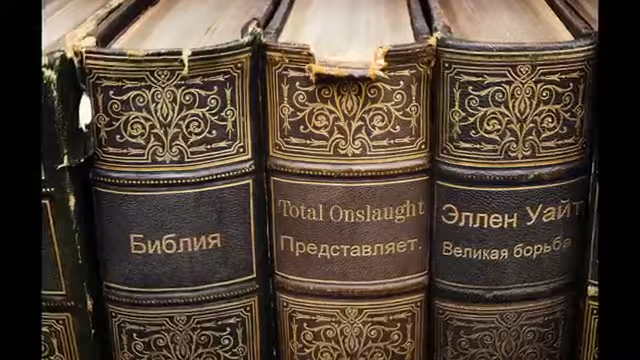 Библия
Total Onslaught
Представляет.
Эллен Уайт
Великая борьба